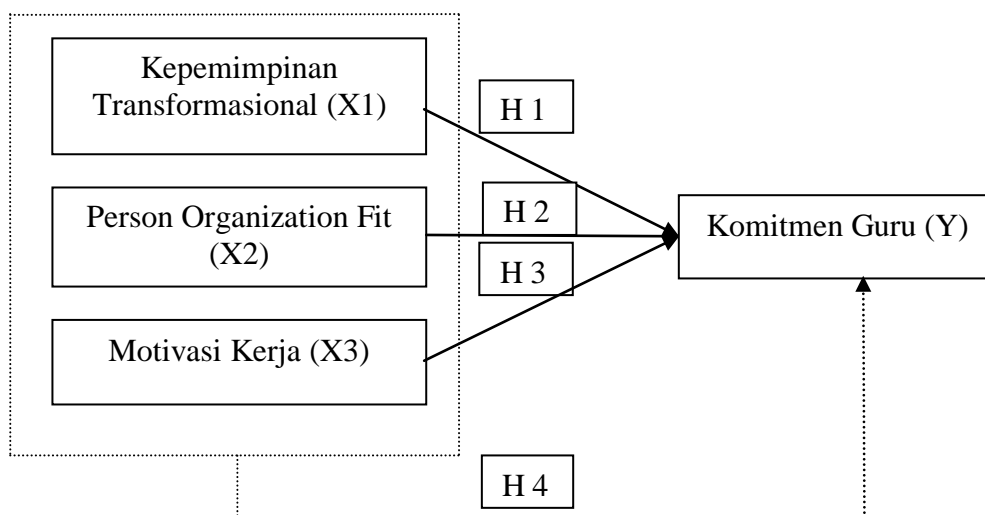 Kepemimpinan
Transformasional (X1)
H 1
Person Organization Fit
(X2)
H 2
Komitmen Guru (Y)
H 3
Motivasi Kerja (X3)
H 4